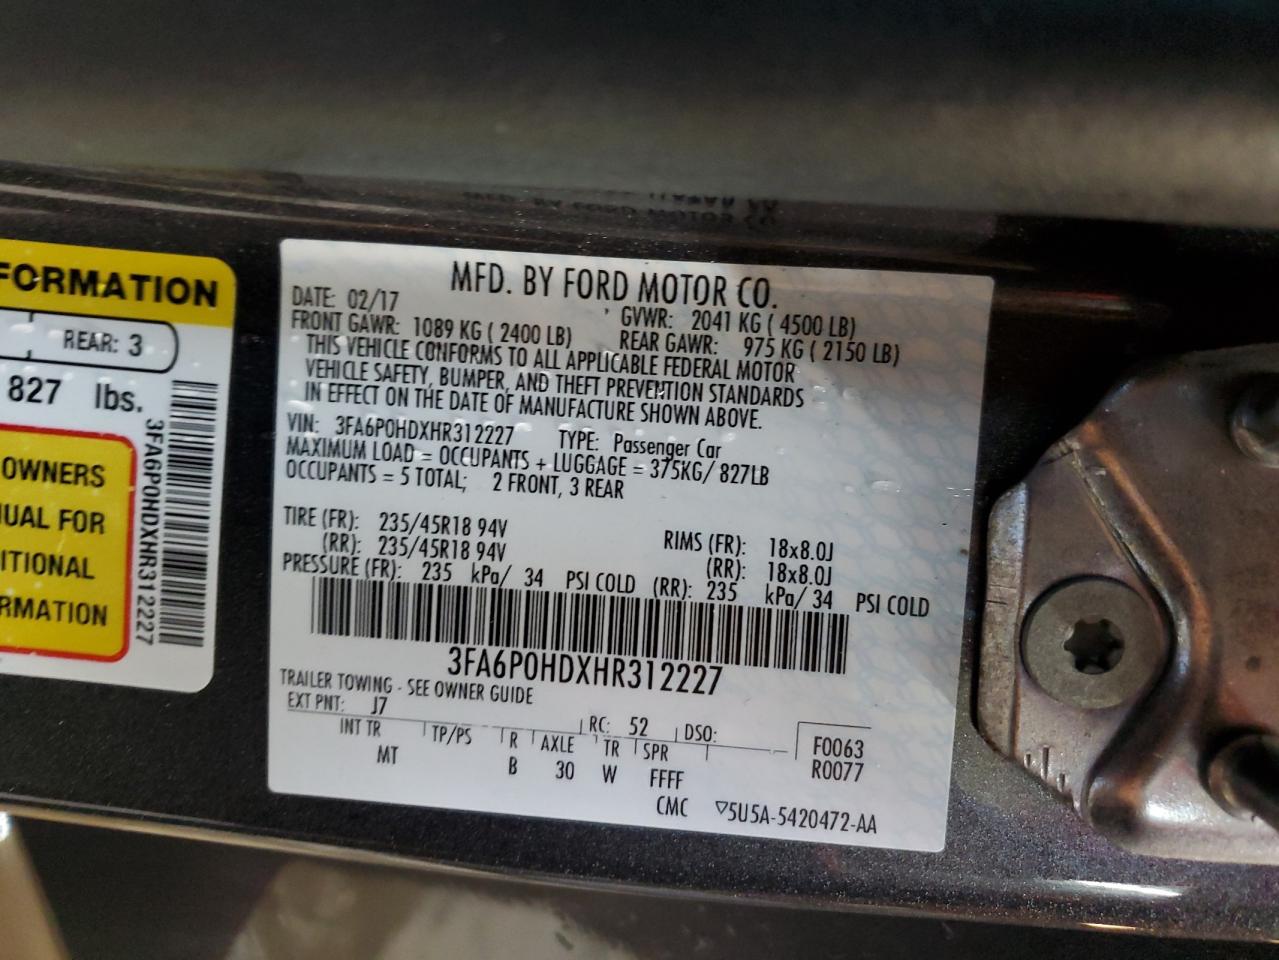 FORMATION
REAR: 3
827 lbs.
OWNERS
UAL FOR
ITIONAL
RMATION
3FA6P0HDXHR312227
MFD. BY FORD MOTOR CO.
DATE: 02/17 GVWR: 2041 KG ( 4500 LB)
FRONT GAWR: 1089 KG ( 2400 LB) REAR GAWR: 975 KG ( 2150 LB)
THIS VEHICLE CONFORMS TO ALL APPLICABLE FEDERAL MOTOR
VEHICLE SAFETY, BUMPER, AND THEFT PREVENTION STANDARDS
IN EFFECT ON THE DATE OF MANUFACTURE SHOWN ABOVE.
VIN: 3FA6P0HDXHR312227 TYPE: Passenger Car
MAXIMUM LOAD = OCCUPANTS + LUGGAGE = 375KG/ 827LB
OCCUPANTS = 5 TOTAL; 2 FRONT, 3 REAR
TIRE (FR): 235/45R18 94V RIMS (FR): 18x8.0J
(RR): 235/45R18 94V (RR): 18x8.0J
PRESSURE (FR): 235 kPa/ 34 PSI COLD (RR): 235 kPa/ 34 PSI COLD
3FA6P0HDXHR312227
TRAILER TOWING - SEE OWNER GUIDE
EXT PNT: J7 RC: 52 DSO:
INT TR TP/PS R AXLE TR SPR F0063
MT B 30 W FFFF R0077
CMC ▽5U5A-5420472-AA